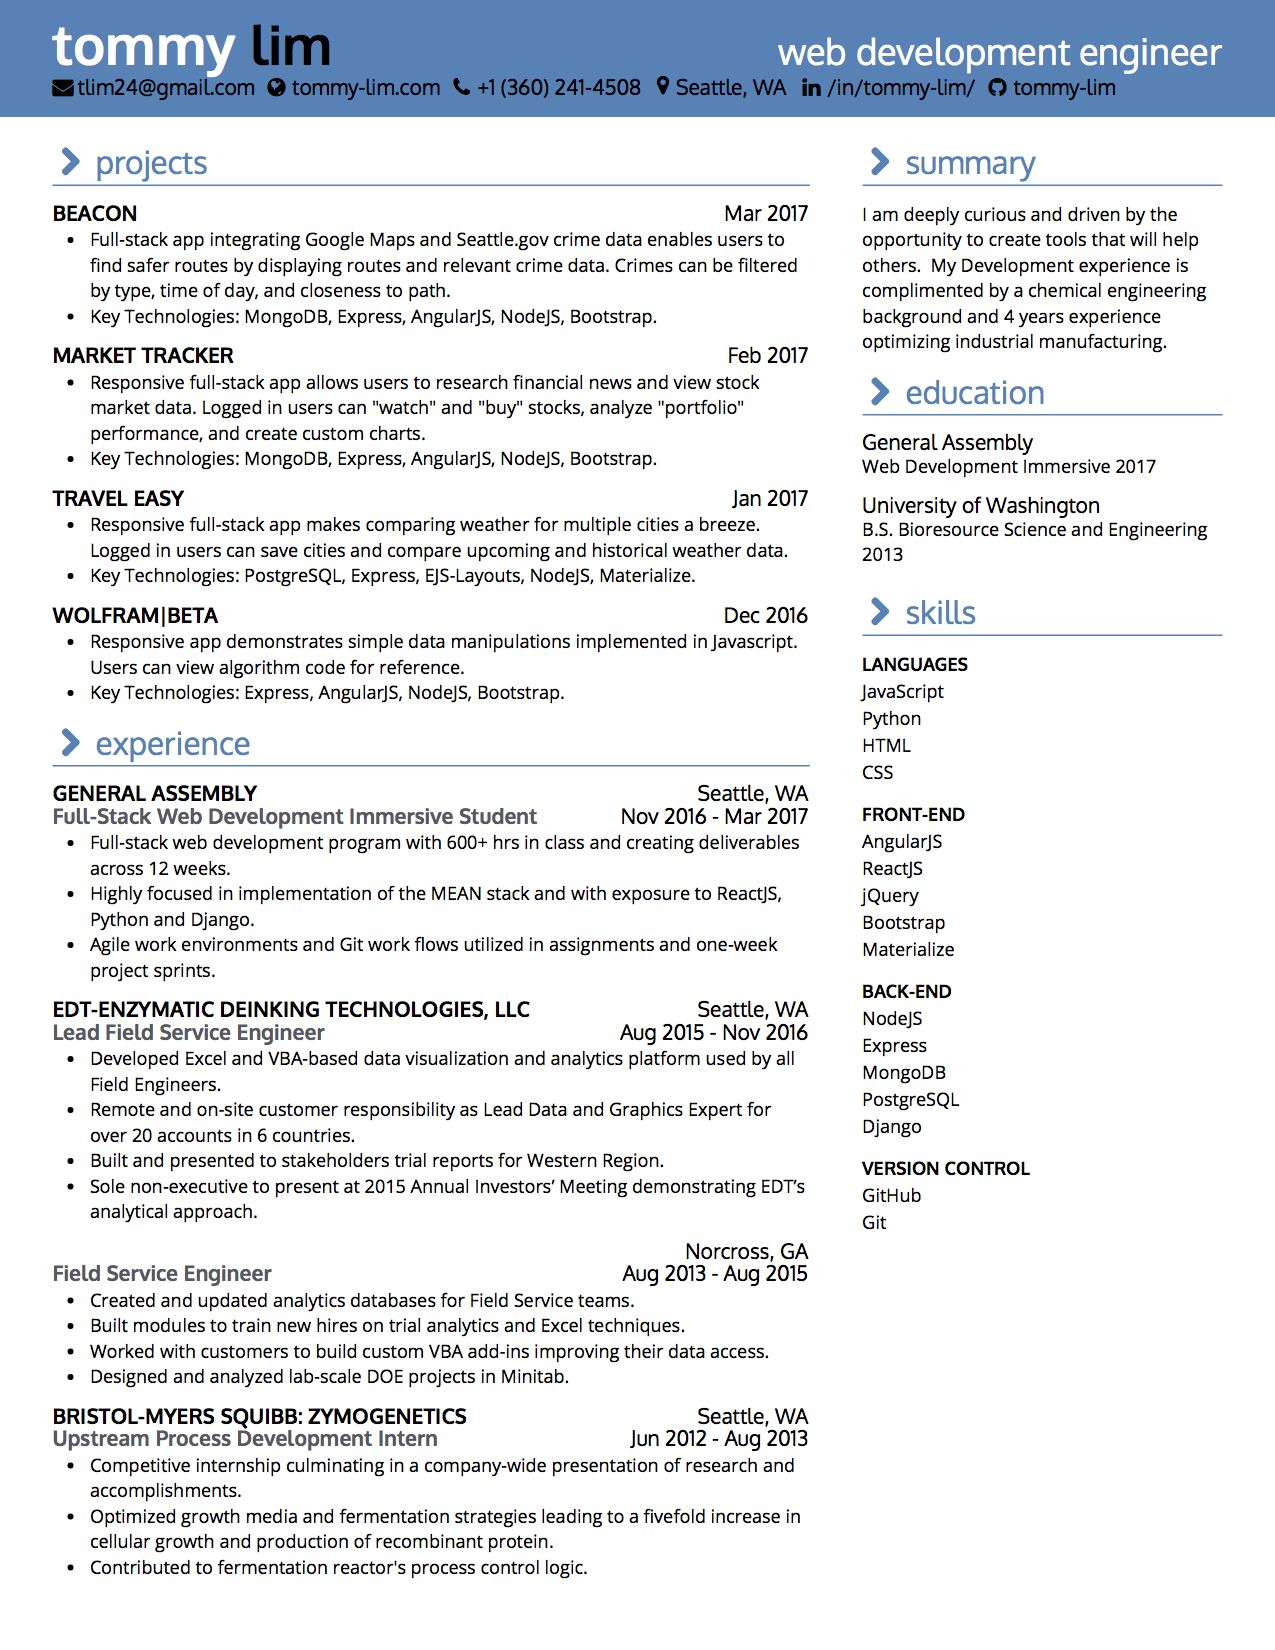 tommy lim
web development engineer
tlim24@gmail.com tommy-lim.com +1 (360) 241-4508 Seattle, WA /in/tommy-lim/ tommy-lim
projects
BEACON Mar 2017
• Full-stack app integrating Google Maps and Seattle.gov crime data enables users to
find safer routes by displaying routes and relevant crime data. Crimes can be filtered
by type, time of day, and closeness to path.
• Key Technologies: MongoDB, Express, AngularJS, NodeJS, Bootstrap.
MARKET TRACKER Feb 2017
• Responsive full-stack app allows users to research financial news and view stock
market data. Logged in users can "watch" and "buy" stocks, analyze "portfolio"
performance, and create custom charts.
• Key Technologies: MongoDB, Express, AngularJS, NodeJS, Bootstrap.
TRAVEL EASY Jan 2017
• Responsive full-stack app makes comparing weather for multiple cities a breeze.
Logged in users can save cities and compare upcoming and historical weather data.
• Key Technologies: PostgreSQL, Express, EJS-Layouts, NodeJS, Materialize.
WOLFRAM|BETA Dec 2016
• Responsive app demonstrates simple data manipulations implemented in Javascript.
Users can view algorithm code for reference.
• Key Technologies: Express, AngularJS, NodeJS, Bootstrap.
experience
GENERAL ASSEMBLY Seattle, WA
Full-Stack Web Development Immersive Student Nov 2016 - Mar 2017
• Full-stack web development program with 600+ hrs in class and creating deliverables
across 12 weeks.
• Highly focused in implementation of the MEAN stack and with exposure to ReactJS,
Python and Django.
• Agile work environments and Git work flows utilized in assignments and one-week
project sprints.
EDT-ENZYMATIC DEINKING TECHNOLOGIES, LLC Seattle, WA
Lead Field Service Engineer Aug 2015 - Nov 2016
• Developed Excel and VBA-based data visualization and analytics platform used by all
Field Engineers.
• Remote and on-site customer responsibility as Lead Data and Graphics Expert for
over 20 accounts in 6 countries.
• Built and presented to stakeholders trial reports for Western Region.
• Sole non-executive to present at 2015 Annual Investors’ Meeting demonstrating EDT’s
analytical approach.
Norcross, GA
Field Service Engineer Aug 2013 - Aug 2015
• Created and updated analytics databases for Field Service teams.
• Built modules to train new hires on trial analytics and Excel techniques.
• Worked with customers to build custom VBA add-ins improving their data access.
• Designed and analyzed lab-scale DOE projects in Minitab.
BRISTOL-MYERS SQUIBB: ZYMOGENETICS Seattle, WA
Upstream Process Development Intern Jun 2012 - Aug 2013
• Competitive internship culminating in a company-wide presentation of research and
accomplishments.
• Optimized growth media and fermentation strategies leading to a fivefold increase in
cellular growth and production of recombinant protein.
• Contributed to fermentation reactor's process control logic.
summary
I am deeply curious and driven by the
opportunity to create tools that will help
others. My Development experience is
complimented by a chemical engineering
background and 4 years experience
optimizing industrial manufacturing.
education
General Assembly
Web Development Immersive 2017
University of Washington
B.S. Bioresource Science and Engineering
2013
skills
LANGUAGES
JavaScript
Python
HTML
CSS
FRONT-END
AngularJS
ReactJS
jQuery
Bootstrap
Materialize
BACK-END
NodeJS
Express
MongoDB
PostgreSQL
Django
VERSION CONTROL
GitHub
Git